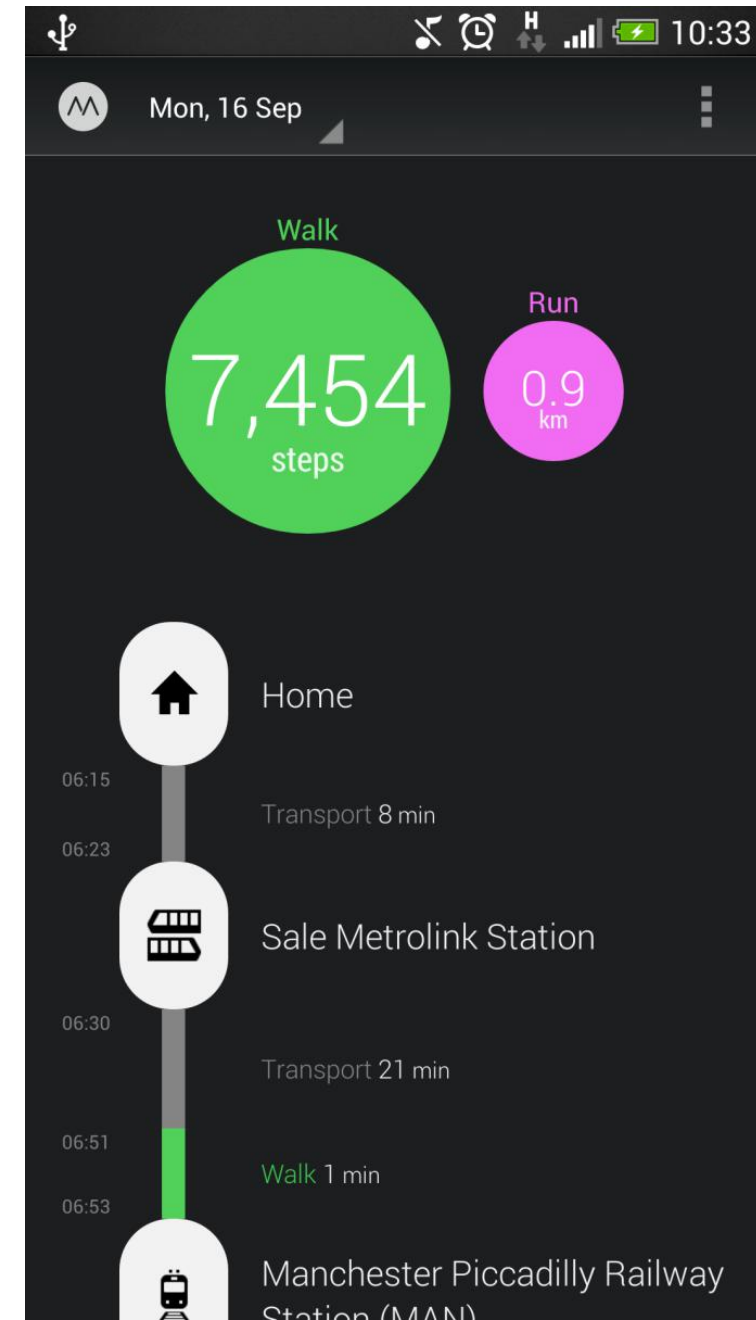 H 10:33
Mon, 16 Sep
Walk
7,454
steps
Run
0.9
km
Home
06:15
Transport 8 min
06:23
Sale Metrolink Station
06:30
Transport 21 min
06:51
Walk 1 min
06:53
Manchester Piccadilly Railway
Station (MAN)